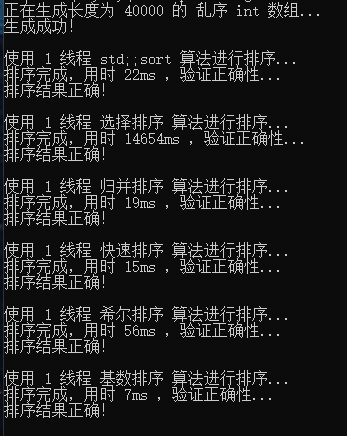 正在生成长度为 40000 的 乱序 int 数组...
生成成功!
使用 1 线程 std;;sort 算法进行排序...
排序完成，用时 22ms ，验证正确性...
排序结果正确!
使用 1 线程 选择排序 算法进行排序...
排序完成，用时 14654ms ，验证正确性...
排序结果正确!
使用 1 线程 归并排序 算法进行排序...
排序完成，用时 19ms ，验证正确性...
排序结果正确!
使用 1 线程 快速排序 算法进行排序...
排序完成，用时 15ms ，验证正确性...
排序结果正确!
使用 1 线程 希尔排序 算法进行排序...
排序完成，用时 56ms ，验证正确性...
排序结果正确!
使用 1 线程 基数排序 算法进行排序...
排序完成，用时 7ms ，验证正确性...
排序结果正确!